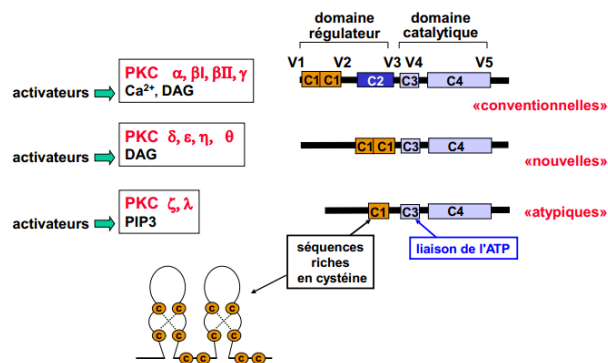 domaine domaine
régulateur catalytique
V1 V2 V3 V4 V5
PKC α, βI, βII, γ
activateurs Ca²⁺, DAG
C1 C1 C2 C3 C4
«conventionnelles»
PKC δ, ε, η, θ
activateurs DAG
C1 C1 C3 C4
«nouvelles»
PKC ζ, λ
activateurs PIP3
C1 C3 C4
«atypiques»
séquences
riches
en cystéine
liaison de l'ATP
C C C C
C C C C
C C C C